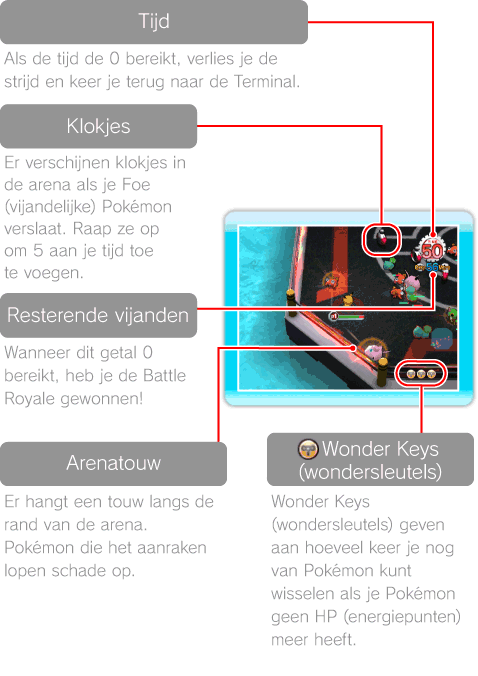 Tijd
Als de tijd de 0 bereikt, verlies je de
strijd en keer je terug naar de Terminal.
Klokjes
Er verschijnen klokjes in
de arena als je Foe
(vijandelijke) Pokémon
verslaat. Raap ze op
om 5 aan je tijd toe
te voegen.
50
56
Resterende vijanden
Wanneer dit getal 0
bereikt, heb je de Battle
Royale gewonnen!
Arenatouw
Er hangt een touw langs de
rand van de arena.
Pokémon die het aanraken
lopen schade op.
Wonder Keys
(wondersleutels)
Wonder Keys
(wondersleutels) geven
aan hoeveel keer je nog
van Pokémon kunt
wisselen als je Pokémon
geen HP (energiepunten)
meer heeft.